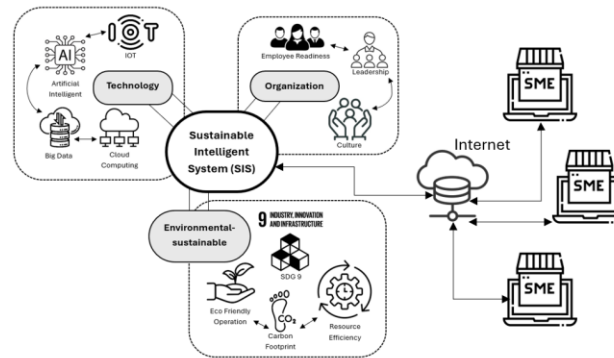 IOT
AI
IOT
Artificial
Intelligent
Technology
Big Data
Cloud
Computing
Employee Readiness
Leadership
Organization
Culture
Sustainable
Intelligent
System (SIS)
Internet
SME
SME
SME
Environmental-
sustainable
9 INDUSTRY, INNOVATION
AND INFRASTRUCTURE
SDG 9
Eco Friendly
Operation
CO2
Carbon
Footprint
Resource
Efficiency